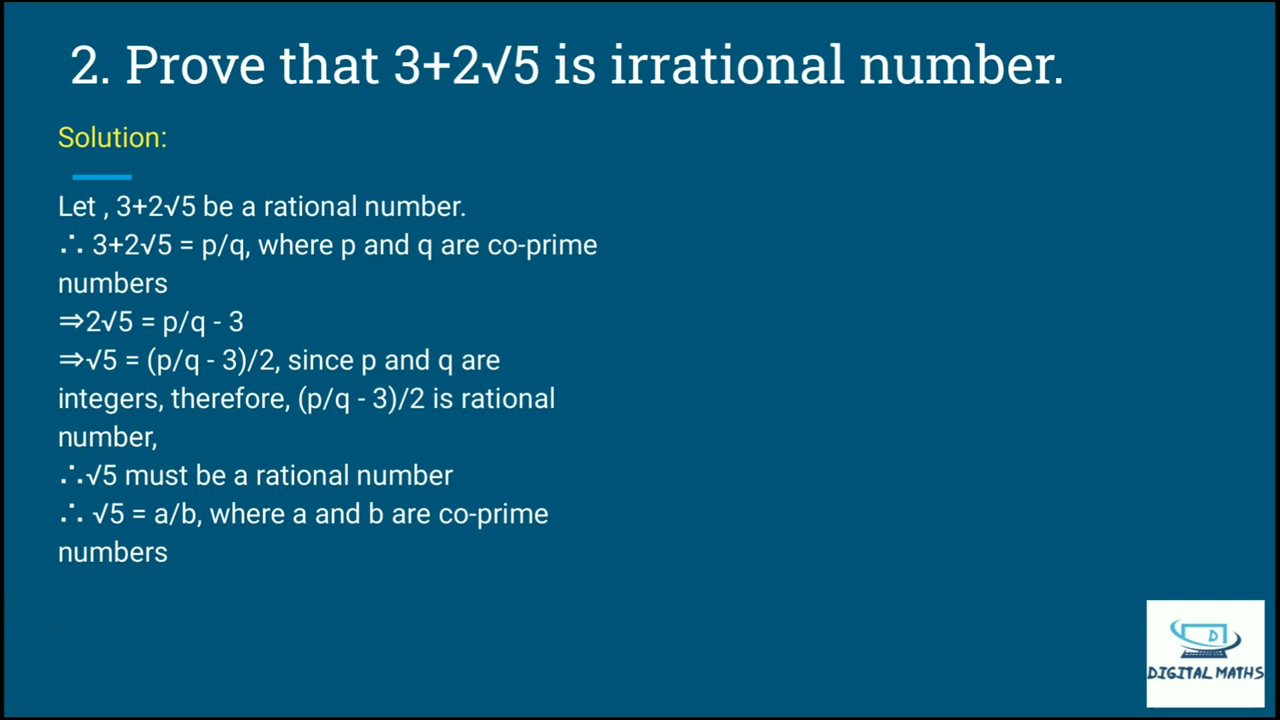 2. Prove that 3+2√5 is irrational number.
Solution:
Let , 3+2√5 be a rational number.
∴ 3+2√5 = p/q, where p and q are co-prime
numbers
⇒2√5 = p/q - 3
⇒√5 = (p/q - 3)/2, since p and q are
integers, therefore, (p/q - 3)/2 is rational
number,
∴√5 must be a rational number
∴ √5 = a/b, where a and b are co-prime
numbers
D
DIGITAL MATHS